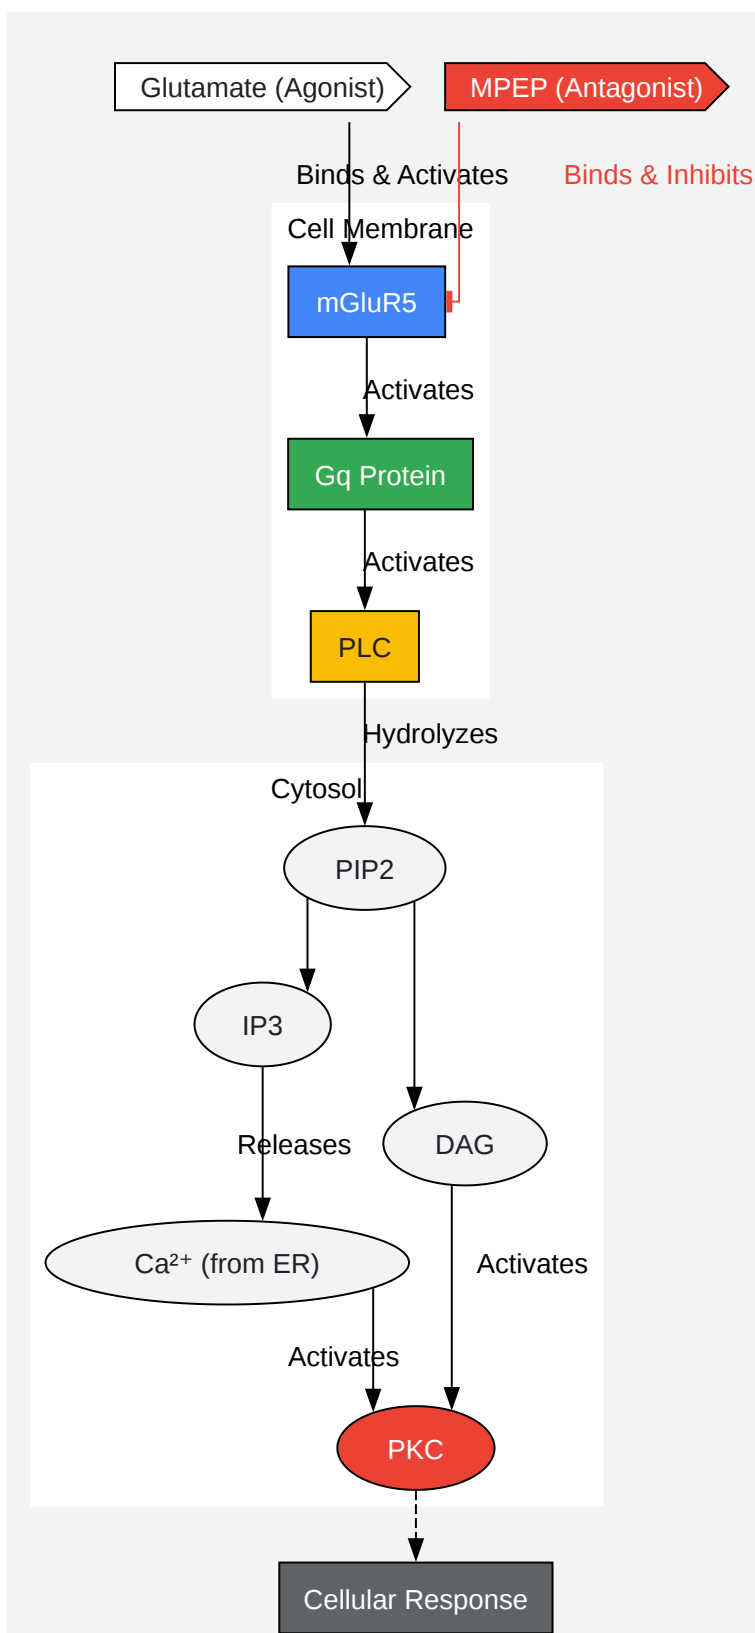 Glutamate (Agonist)
MPEP (Antagonist)
Binds & Activates
Binds & Inhibits
Cell Membrane
mGluR5
Activates
Gq Protein
Activates
PLC
Hydrolyzes
Cytosol
PIP2
IP3
Releases
DAG
Ca²⁺ (from ER)
Activates
Activates
PKC
Cellular Response